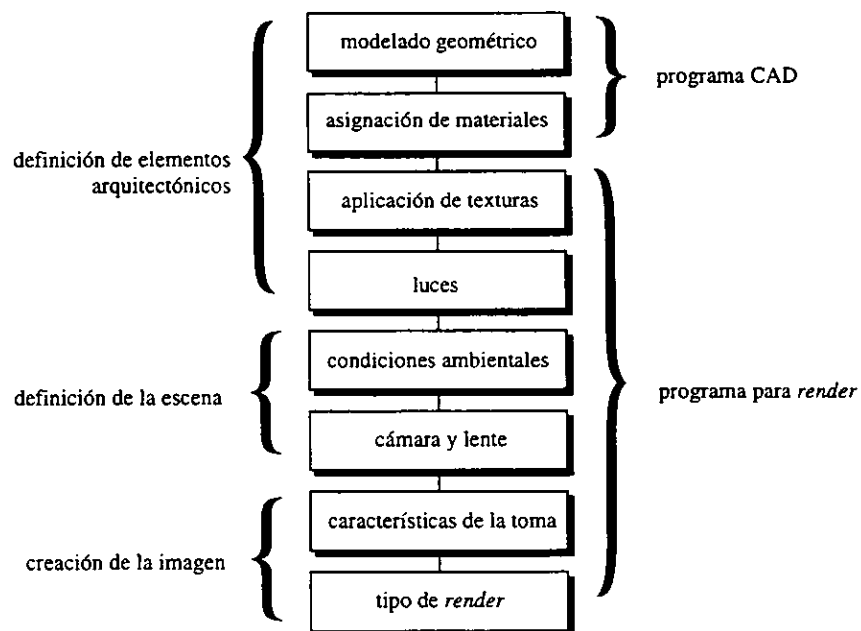 modelado geométrico
programa CAD
asignación de materiales
definición de elementos
arquitectónicos
aplicación de texturas
luces
condiciones ambientales
definición de la escena
programa para render
cámara y lente
características de la toma
creación de la imagen
tipo de render